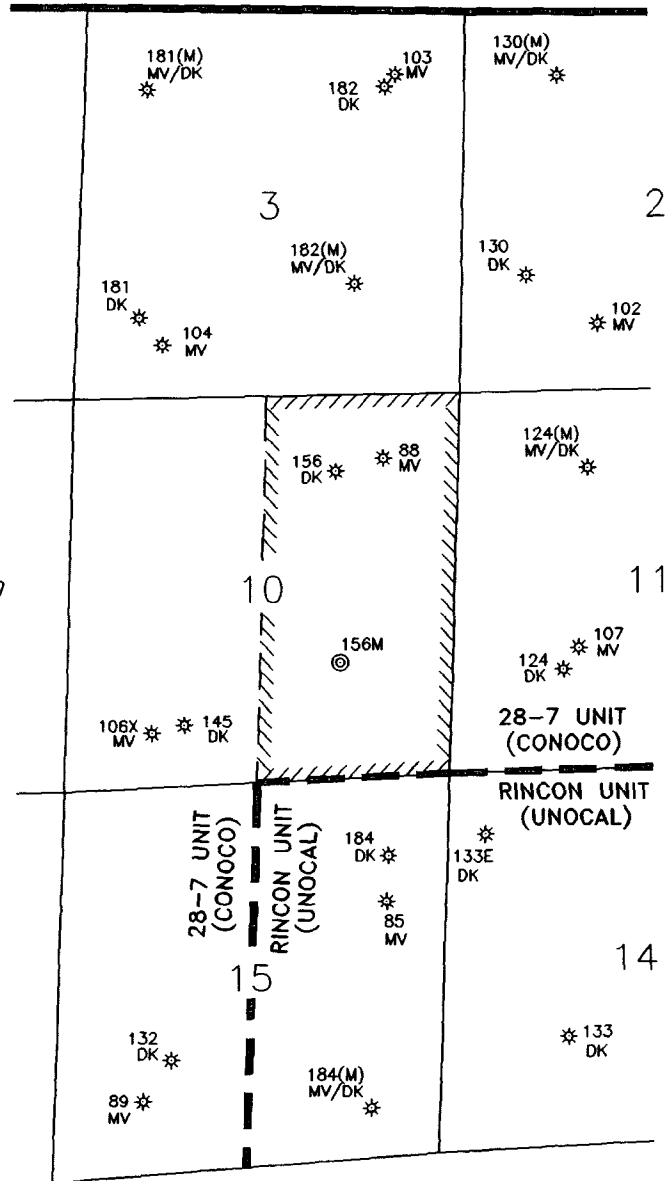 181(M)
MV/DK
103
MV
182
DK
130(M)
MV/DK
3
2
182(M)
MV/DK
130
DK
181
DK
104
MV
102
MV
124(M)
MV/DK
156
DK
88
MV
10
11
156M
107
MV
124
DK
106X
MV
145
DK
28-7 UNIT
(CONOCO)
RINCON UNIT
(UNOCAL)
28-7 UNIT
(CONOCO)
RINCON UNIT
(UNOCAL)
184
DK
133E
DK
85
MV
15
14
132
DK
133
DK
89
MV
184(M)
MV/DK